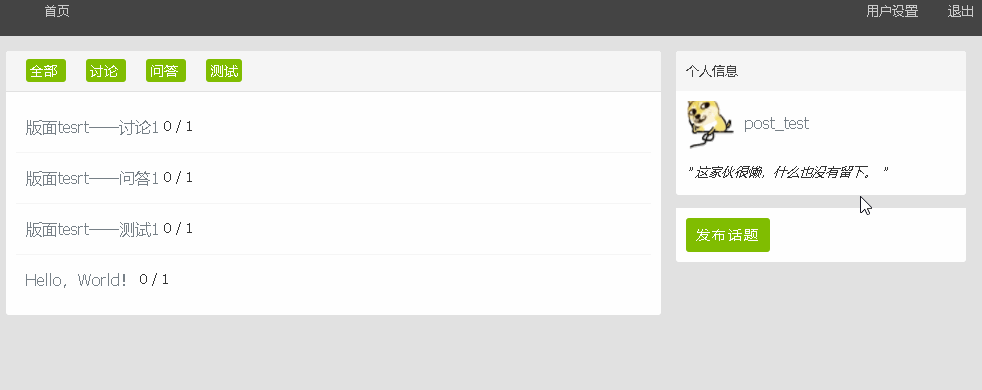 首页 用户设置 退出
全部 讨论 问答 测试
版面tesrt——讨论1 0 / 1
版面tesrt——问答1 0 / 1
版面tesrt——测试1 0 / 1
Hello，World！ 0 / 1
个人信息
post_test
" 这家伙很懒，什么也没有留下。 "
发布话题